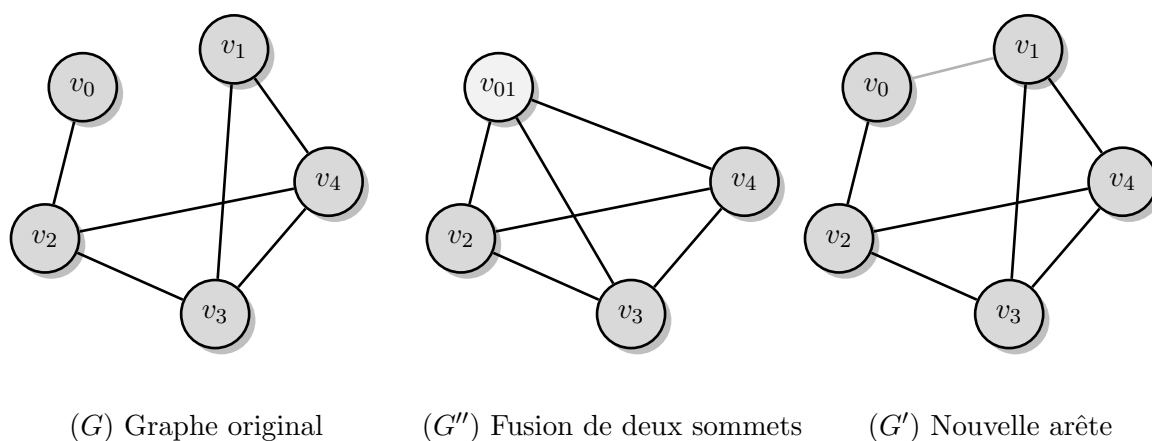 v1 v1
v0 v01 v0
v4 v4 v4
v2 v2 v2
v3 v3 v3
(G) Graphe original (G'') Fusion de deux sommets (G') Nouvelle arête